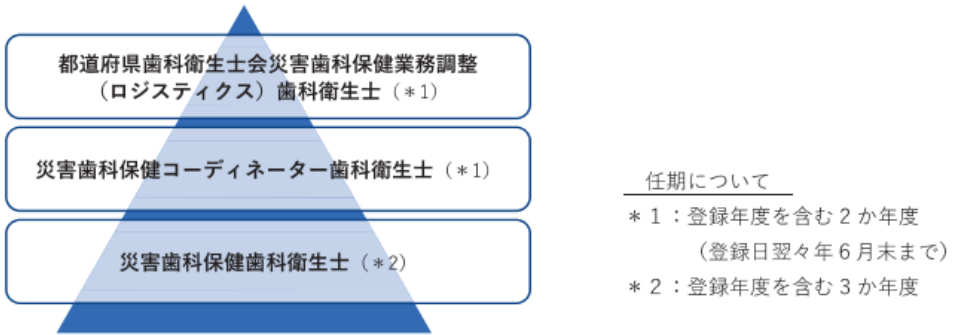 都道府県歯科衛生士会災害歯科保健業務調整
（ロジスティクス）歯科衛生士（＊1）
災害歯科保健コーディネーター歯科衛生士（＊1）
災害歯科保健歯科衛生士（＊2）
任期について
＊1：登録年度を含む2か年度
（登録日翌々年6月末まで）
＊2：登録年度を含む3か年度